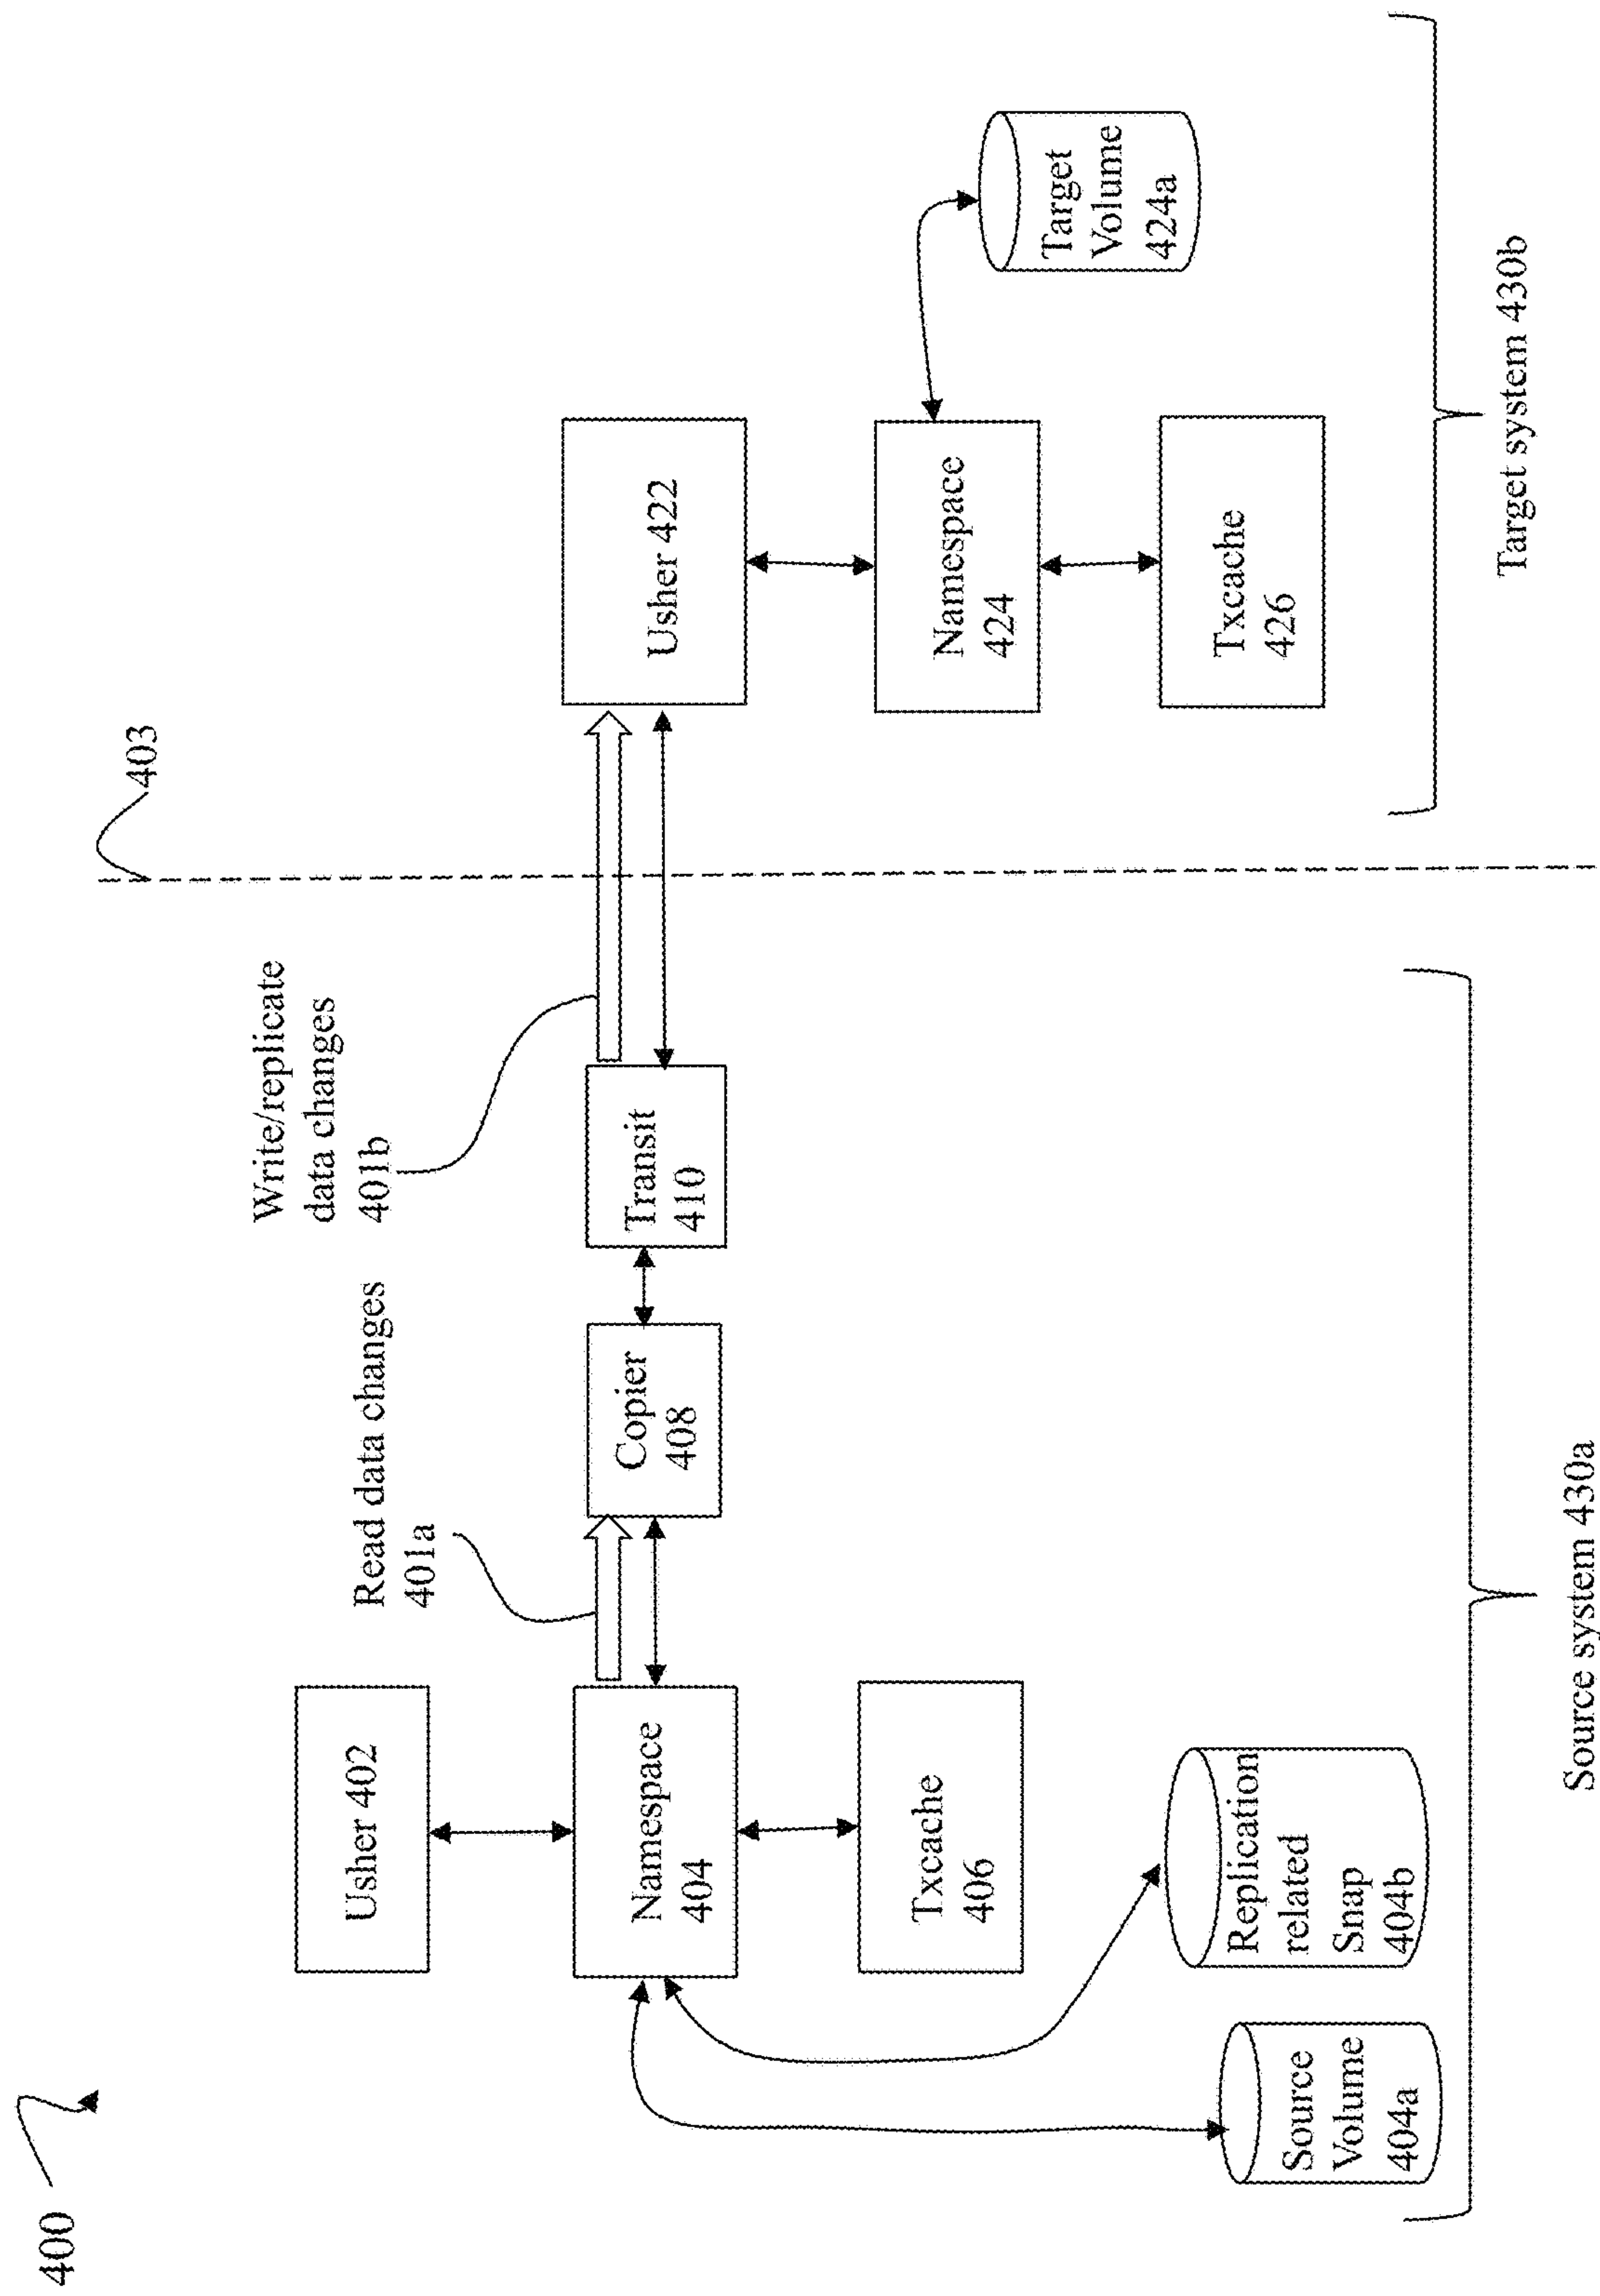 400
403
Write/replicate
data changes
401b
Read data changes
401a
Usher 402
Namespace
404
Txcache
406
Copier
408
Transit
410
Usher 422
Namespace
424
Txcache
426
Target
Volume
424a
Source
Volume
404a
Replication
related
Snap
404b
Source system 430a
Target system 430b